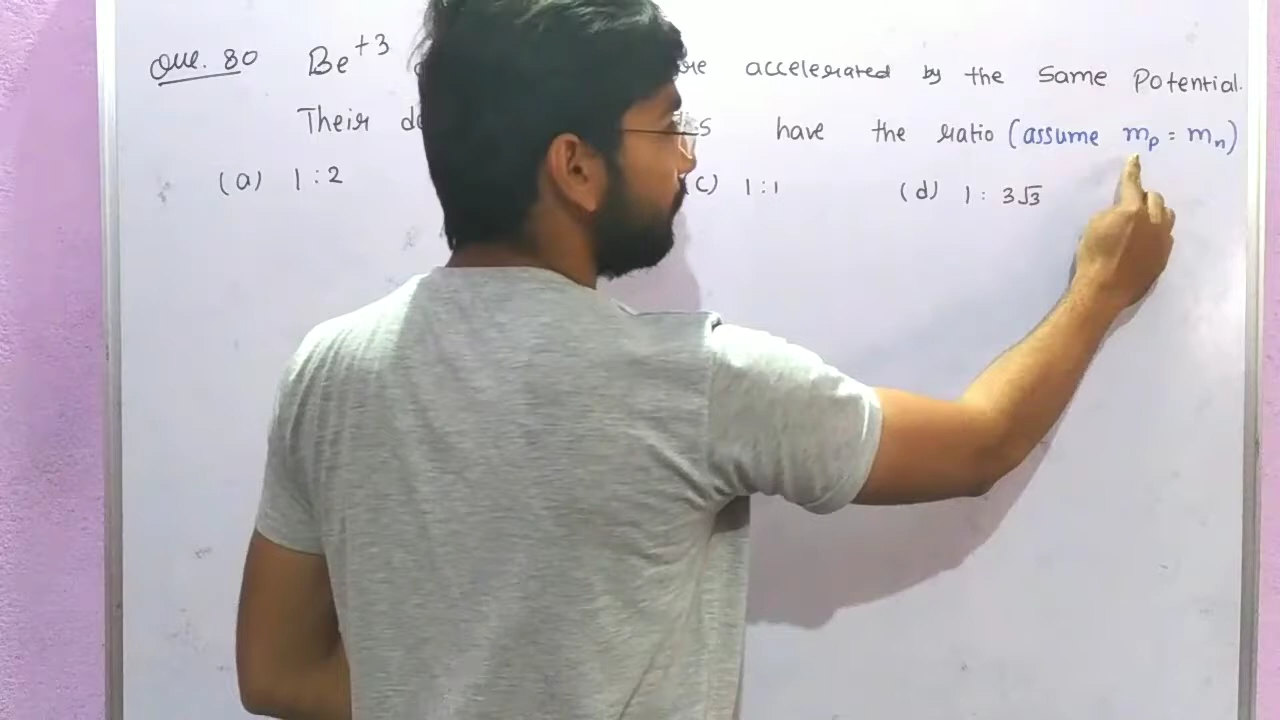 Que. 80 Be⁺³ accelerated by the Same Potential.
Their have the ratio (assume mₚ = mₙ)
(a) 1 : 2 (c) 1 : 1 (d) 1 : 3√3